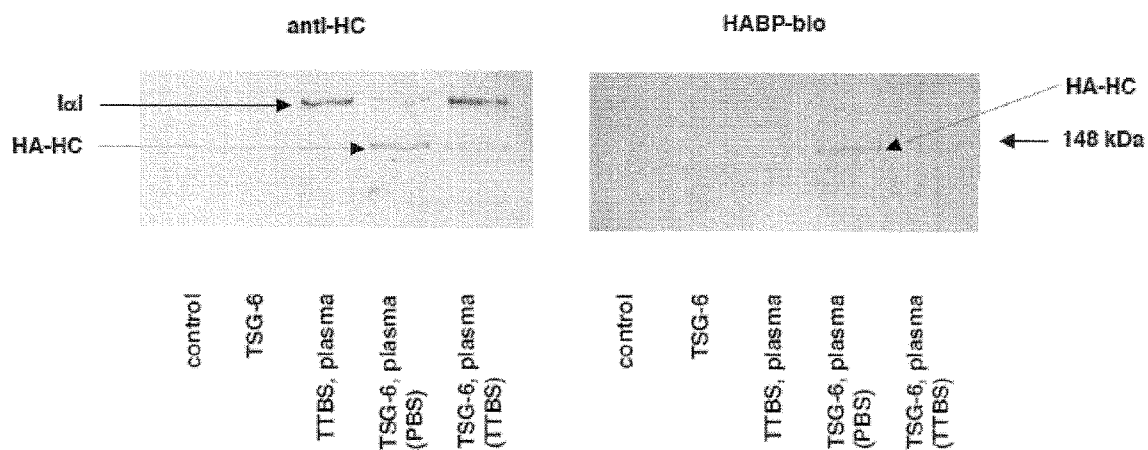 anti-HC
HABP-bio
IαI
HA-HC
HA-HC
148 kDa
control
TSG-6
TTBS, plasma
TSG-6, plasma
(PBS)
TSG-6, plasma
(TTBS)
control
TSG-6
TTBS, plasma
TSG-6, plasma
(PBS)
TSG-6, plasma
(TTBS)